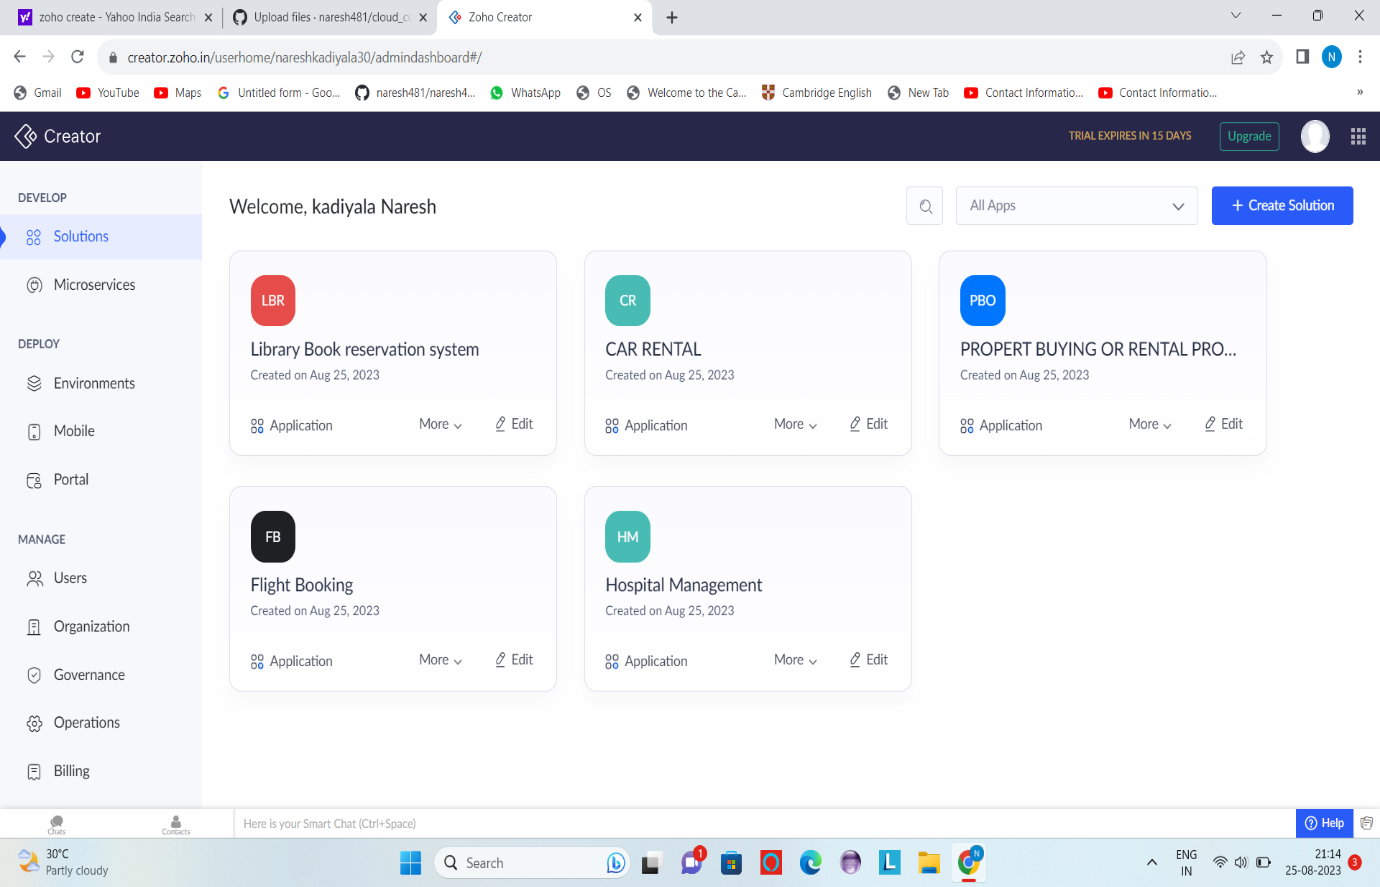 zoho create - Yahoo India Search
Upload files · naresh481/cloud_cc
Zoho Creator
creator.zoho.in/userhome/nareshkadiyala30/admindashboard#/
N
Gmail
YouTube
Maps
Untitled form - Goo...
naresh481/naresh4...
WhatsApp
OS
Welcome to the Ca...
Cambridge English
New Tab
Contact Informatio...
Contact Informatio...
»
Creator
TRIAL EXPIRES IN 15 DAYS
Upgrade
DEVELOP
Solutions
Microservices
DEPLOY
Environments
Mobile
Portal
MANAGE
Users
Organization
Governance
Operations
Billing
Welcome, kadiyala Naresh
All Apps
+ Create Solution
LBR
Library Book reservation system
Created on Aug 25, 2023
Application
More
Edit
CR
CAR RENTAL
Created on Aug 25, 2023
Application
More
Edit
PBO
PROPERT BUYING OR RENTAL PRO...
Created on Aug 25, 2023
Application
More
Edit
FB
Flight Booking
Created on Aug 25, 2023
Application
More
Edit
HM
Hospital Management
Created on Aug 25, 2023
Application
More
Edit
Chats
Contacts
Here is your Smart Chat (Ctrl+Space)
Help
30°C
Partly cloudy
Search
1
L
N
ENG
IN
21:14
25-08-2023
3